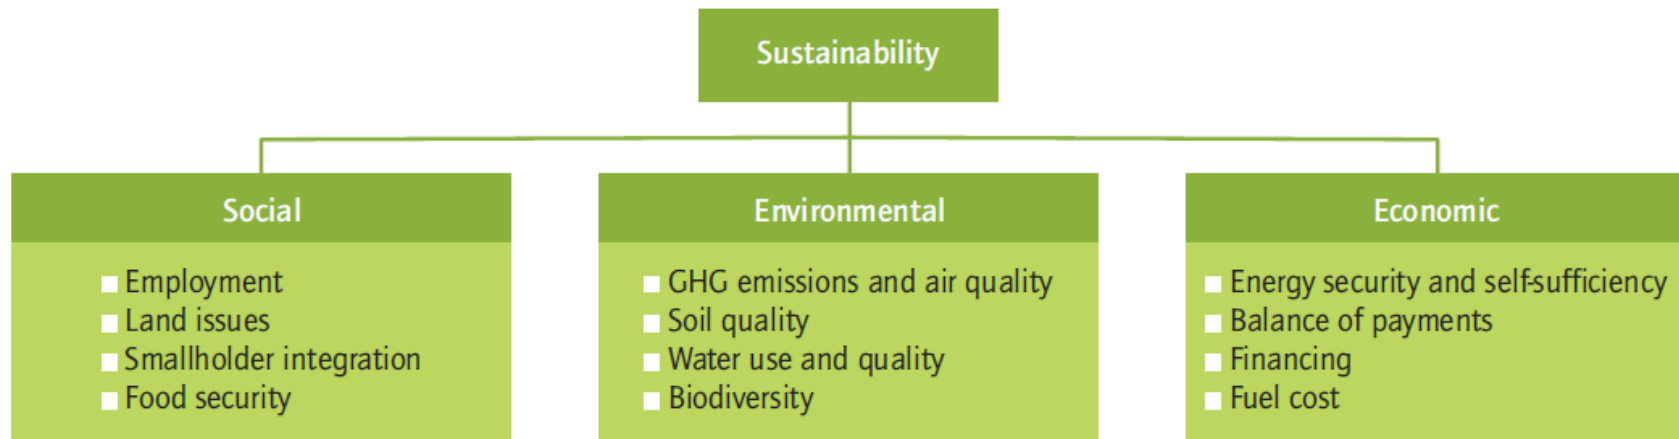 Sustainability
Social
Employment
Land issues
Smallholder integration
Food security
Environmental
GHG emissions and air quality
Soil quality
Water use and quality
Biodiversity
Economic
Energy security and self-sufficiency
Balance of payments
Financing
Fuel cost